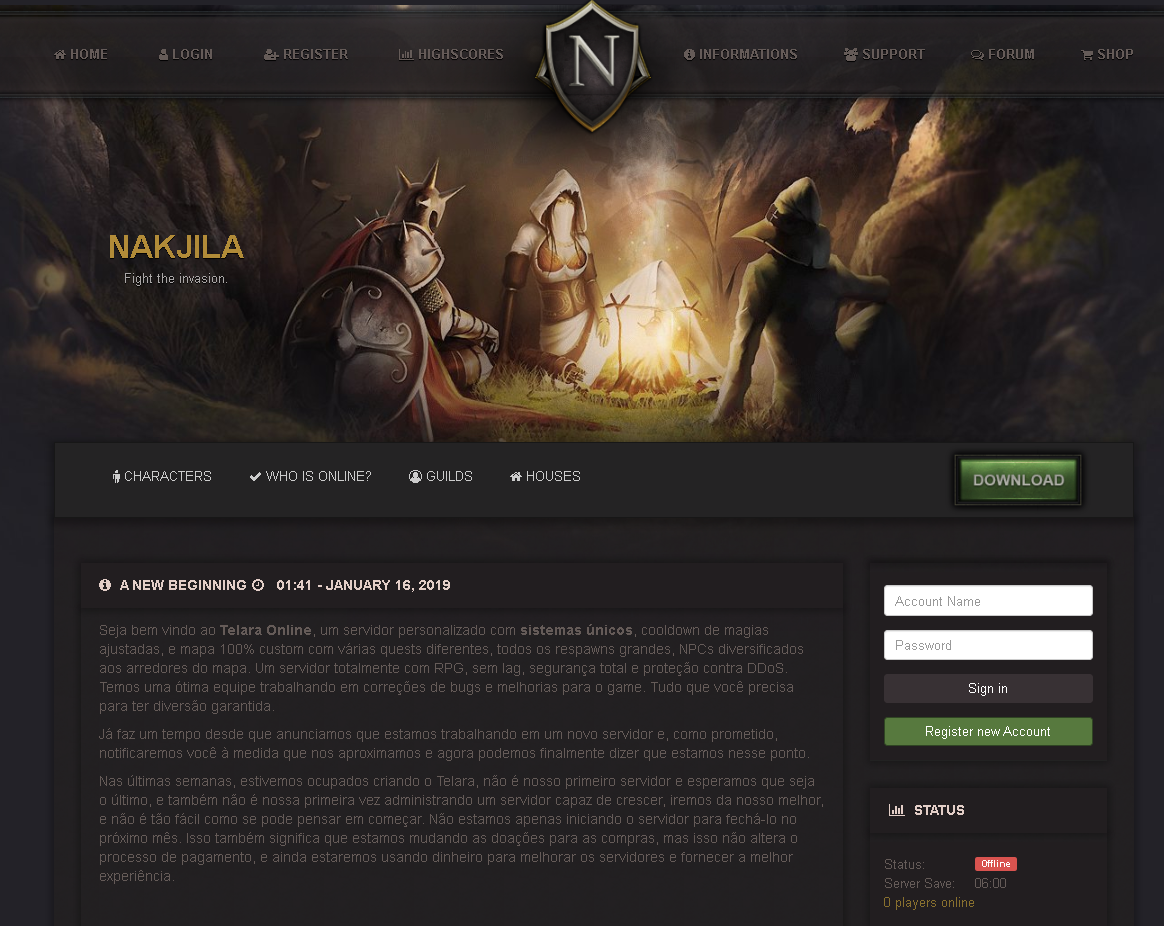 HOME
LOGIN
REGISTER
HIGHSCORES
N
INFORMATIONS
SUPPORT
FORUM
SHOP
NAKJILA
Fight the invasion.
CHARACTERS
WHO IS ONLINE?
GUILDS
HOUSES
DOWNLOAD
A NEW BEGINNING 01:41 - JANUARY 16, 2019
Seja bem vindo ao Telara Online, um servidor personalizado com sistemas únicos, cooldown de magias
ajustadas, e mapa 100% custom com várias quests diferentes, todos os respawns grandes, NPCs diversificados
aos arredores do mapa. Um servidor totalmente com RPG, sem lag, segurança total e proteção contra DDoS.
Temos uma ótima equipe trabalhando em correções de bugs e melhorias para o game. Tudo que você precisa
para ter diversão garantida.
Já faz um tempo desde que anunciamos que estamos trabalhando em um novo servidor e, como prometido,
notificaremos você à medida que nos aproximamos e agora podemos finalmente dizer que estamos nesse ponto.
Nas últimas semanas, estivemos ocupados criando o Telara, não é nosso primeiro servidor e esperamos que seja
o último, e também não é nossa primeira vez administrando um servidor capaz de crescer, iremos da nosso melhor,
e não é tão fácil como se pode pensar em começar. Não estamos apenas iniciando o servidor para fechá-lo no
próximo mês. Isso também significa que estamos mudando as doações para as compras, mas isso não altera o
processo de pagamento, e ainda estaremos usando dinheiro para melhorar os servidores e fornecer a melhor
experiência.
Account Name
Password
Sign in
Register new Account
STATUS
Status: Offline
Server Save: 06:00
0 players online